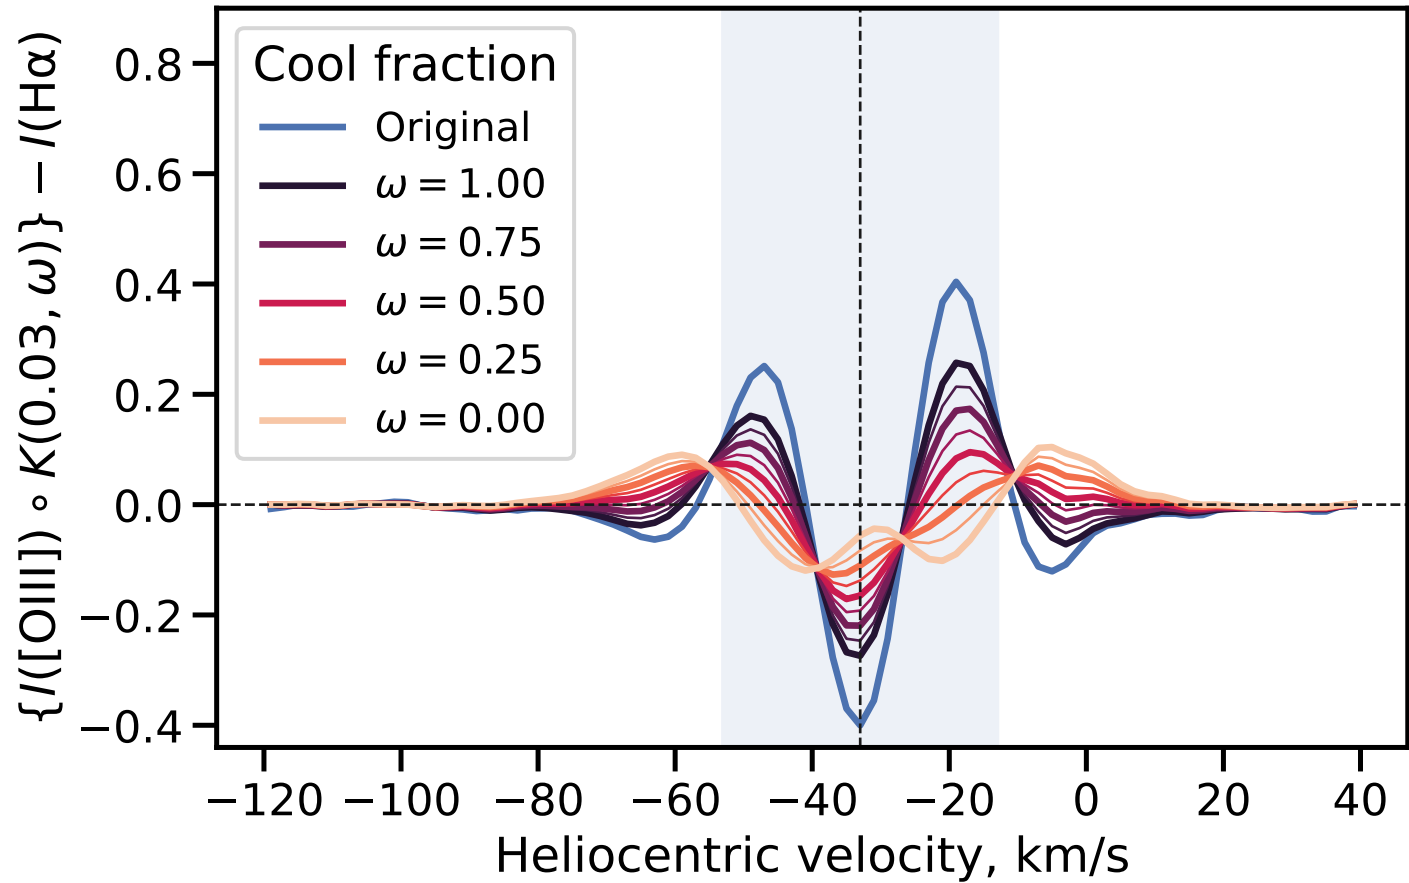 {I([OIII]) ∘ K(0.03, ω)} − I(Hα)
0.8
0.6
0.4
0.2
0.0
−0.2
−0.4
Cool fraction
Original
ω = 1.00
ω = 0.75
ω = 0.50
ω = 0.25
ω = 0.00
−120 −100 −80 −60 −40 −20 0 20 40
Heliocentric velocity, km/s